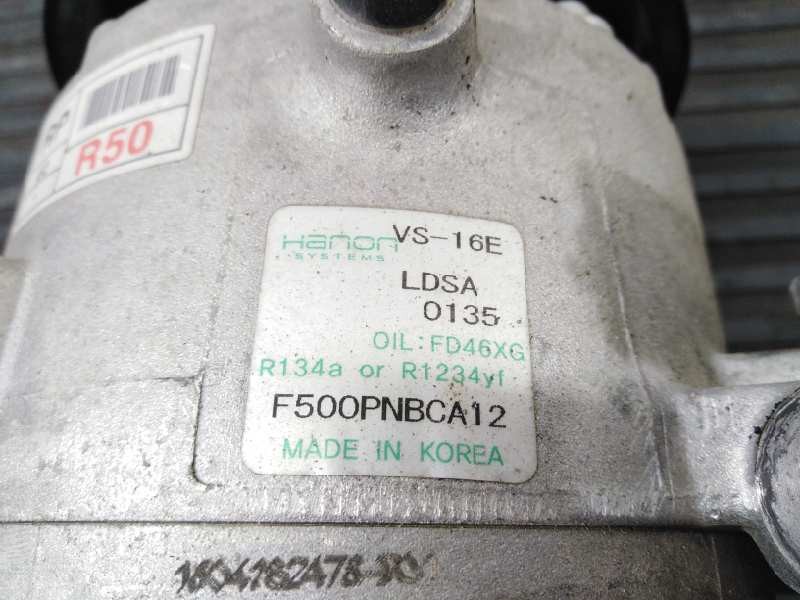 R50
Hanon VS-16E
SYSTEMS
LDSA
0135
OIL:FD46XG
R134a or R1234yf
F500PNBCA12
MADE IN KOREA